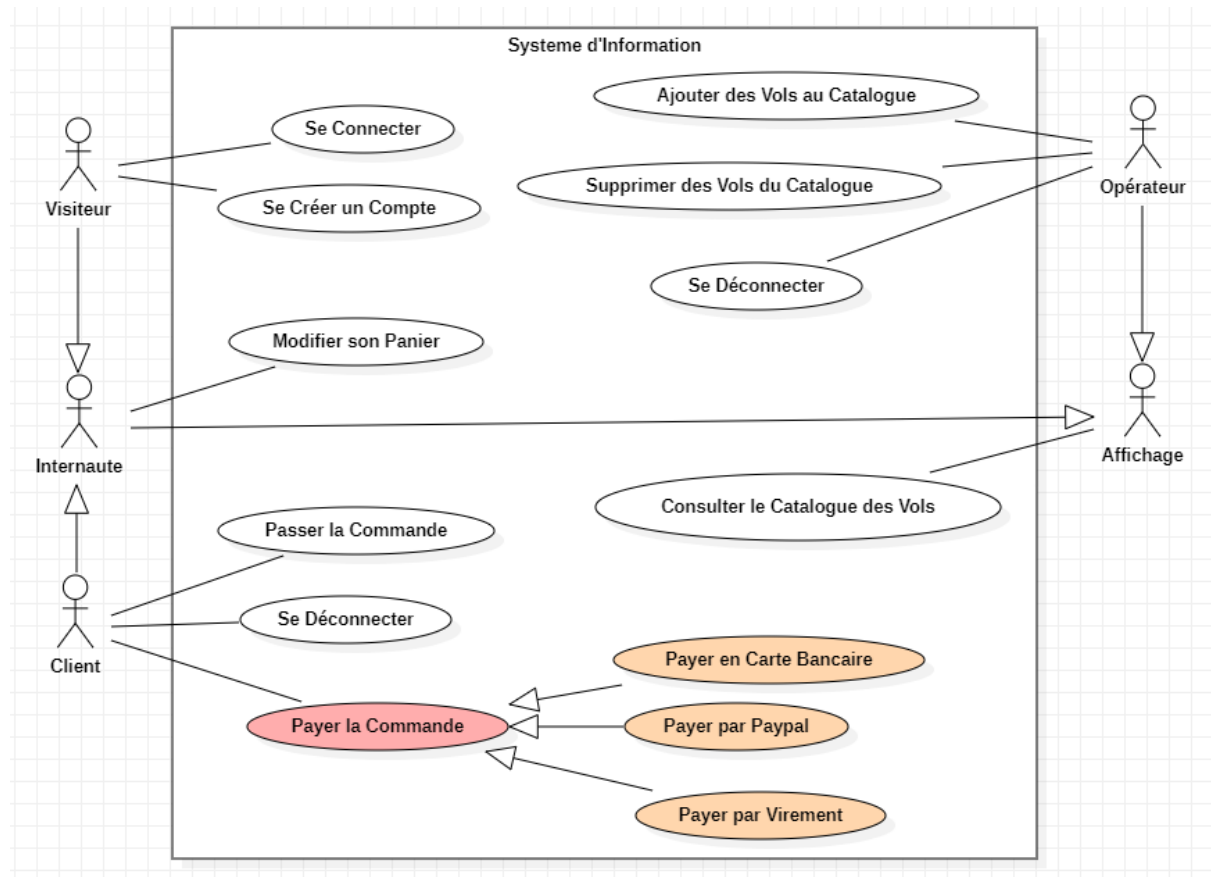 Systeme d'Information
Ajouter des Vols au Catalogue
Se Connecter
Supprimer des Vols du Catalogue
Opérateur
Visiteur
Se Créer un Compte
Se Déconnecter
Modifier son Panier
Internaute
Affichage
Consulter le Catalogue des Vols
Passer la Commande
Se Déconnecter
Client
Payer en Carte Bancaire
Payer la Commande
Payer par Paypal
Payer par Virement